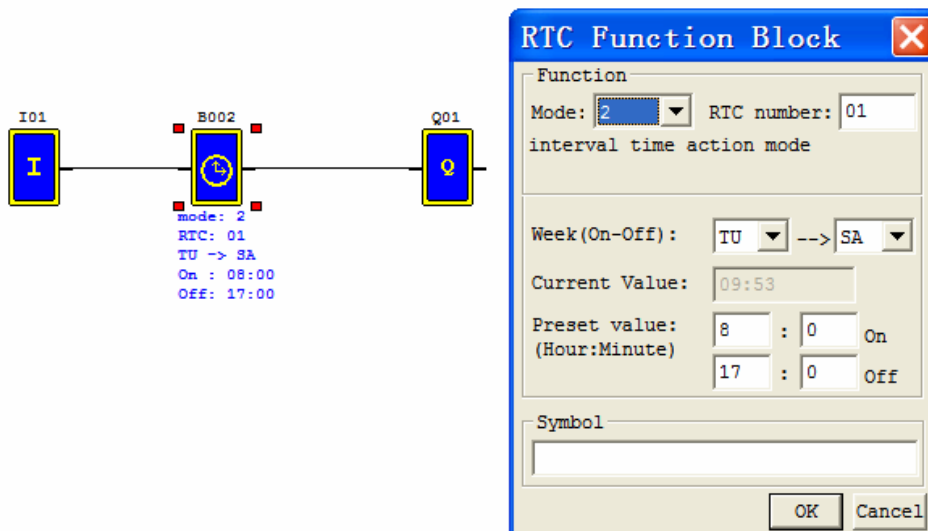 I01
B002
Q01
I
Q
mode: 2
RTC: 01
TU -> SA
On : 08:00
Off: 17:00
RTC Function Block
Function
Mode: 2 RTC number: 01
interval time action mode
Week(On-Off): TU --> SA
Current Value: 09:53
Preset value: 8 : 0 On
(Hour:Minute)
17 : 0 Off
Symbol
OK Cancel